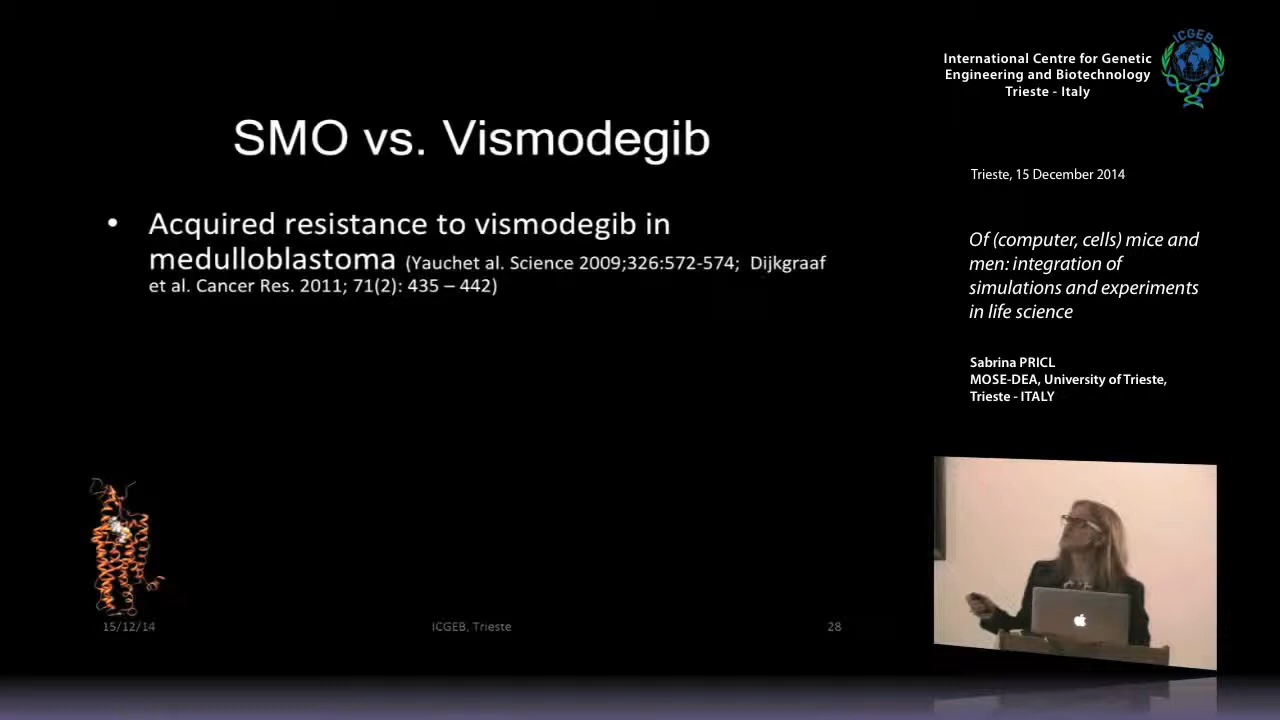 ICGEB
International Centre for Genetic
Engineering and Biotechnology
Trieste - Italy
SMO vs. Vismodegib
Trieste, 15 December 2014
• Acquired resistance to vismodegib in
medulloblastoma (Yauchet al. Science 2009;326:572-574; Dijkgraaf
et al. Cancer Res. 2011; 71(2): 435 – 442)
Of (computer, cells) mice and
men: integration of
simulations and experiments
in life science
Sabrina PRICL
MOSE-DEA, University of Trieste,
Trieste - ITALY
15/12/14
ICGEB, Trieste
28